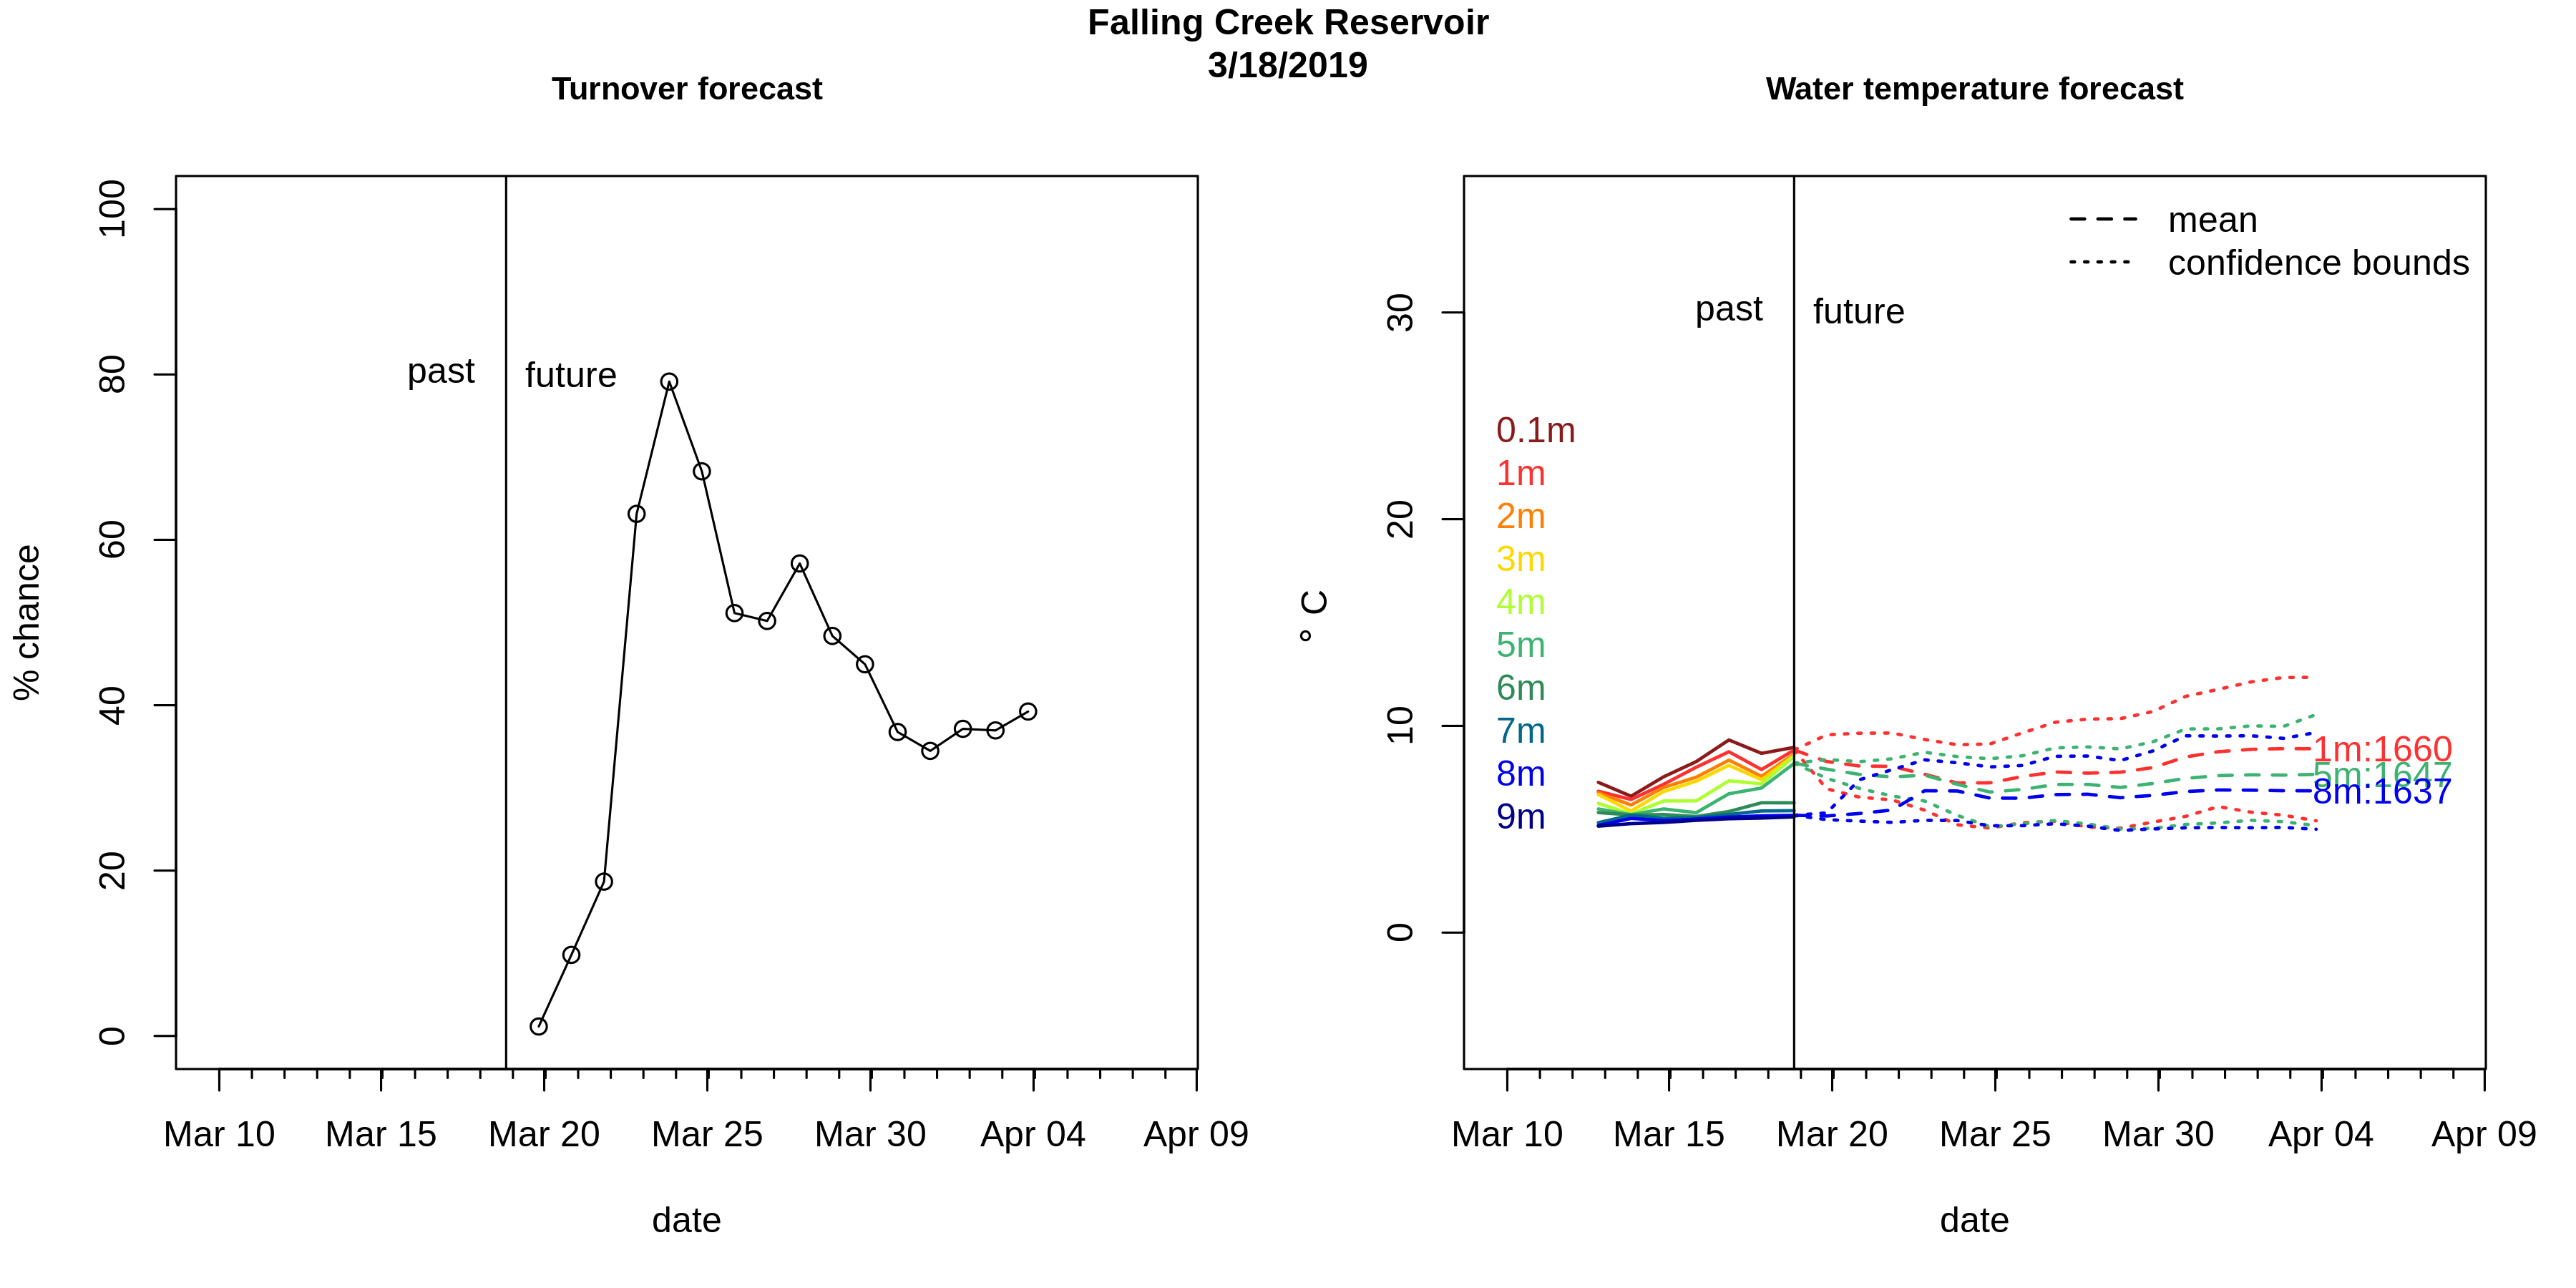 Falling Creek Reservoir
3/18/2019
Turnover forecast
% chance
100
80
60
40
20
0
past
future
Mar 10
Mar 15
Mar 20
Mar 25
Mar 30
Apr 04
Apr 09
date
Water temperature forecast
° C
30
20
10
0
mean
confidence bounds
past
future
0.1m
1m
2m
3m
4m
5m
6m
7m
8m
9m
1m:1660
5m:1647
8m:1637
Mar 10
Mar 15
Mar 20
Mar 25
Mar 30
Apr 04
Apr 09
date